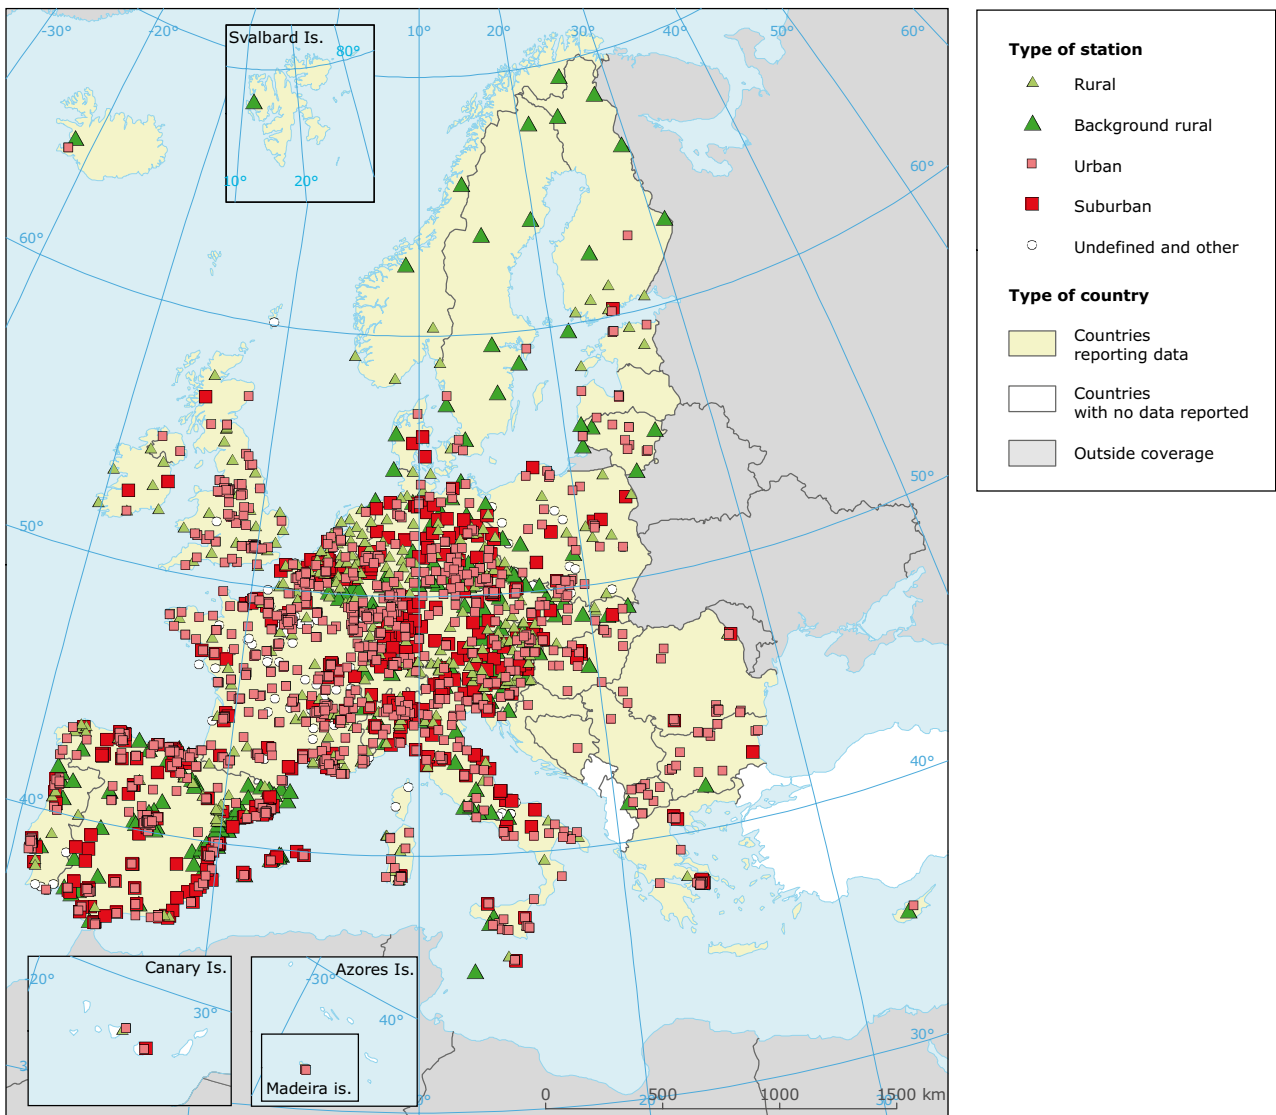 -30°
-20°
10°
20°
30°
40°
50°
60°
Svalbard Is.
80°
10°
20°
60°
60°
50°
50°
40°
40°
30°
Canary Is.
-20°
30°
Azores Is.
-30°
40°
Madeira is.
0
500
1000
1500 km
Type of station
Rural
Background rural
Urban
Suburban
Undefined and other
Type of country
Countries
reporting data
Countries
with no data reported
Outside coverage